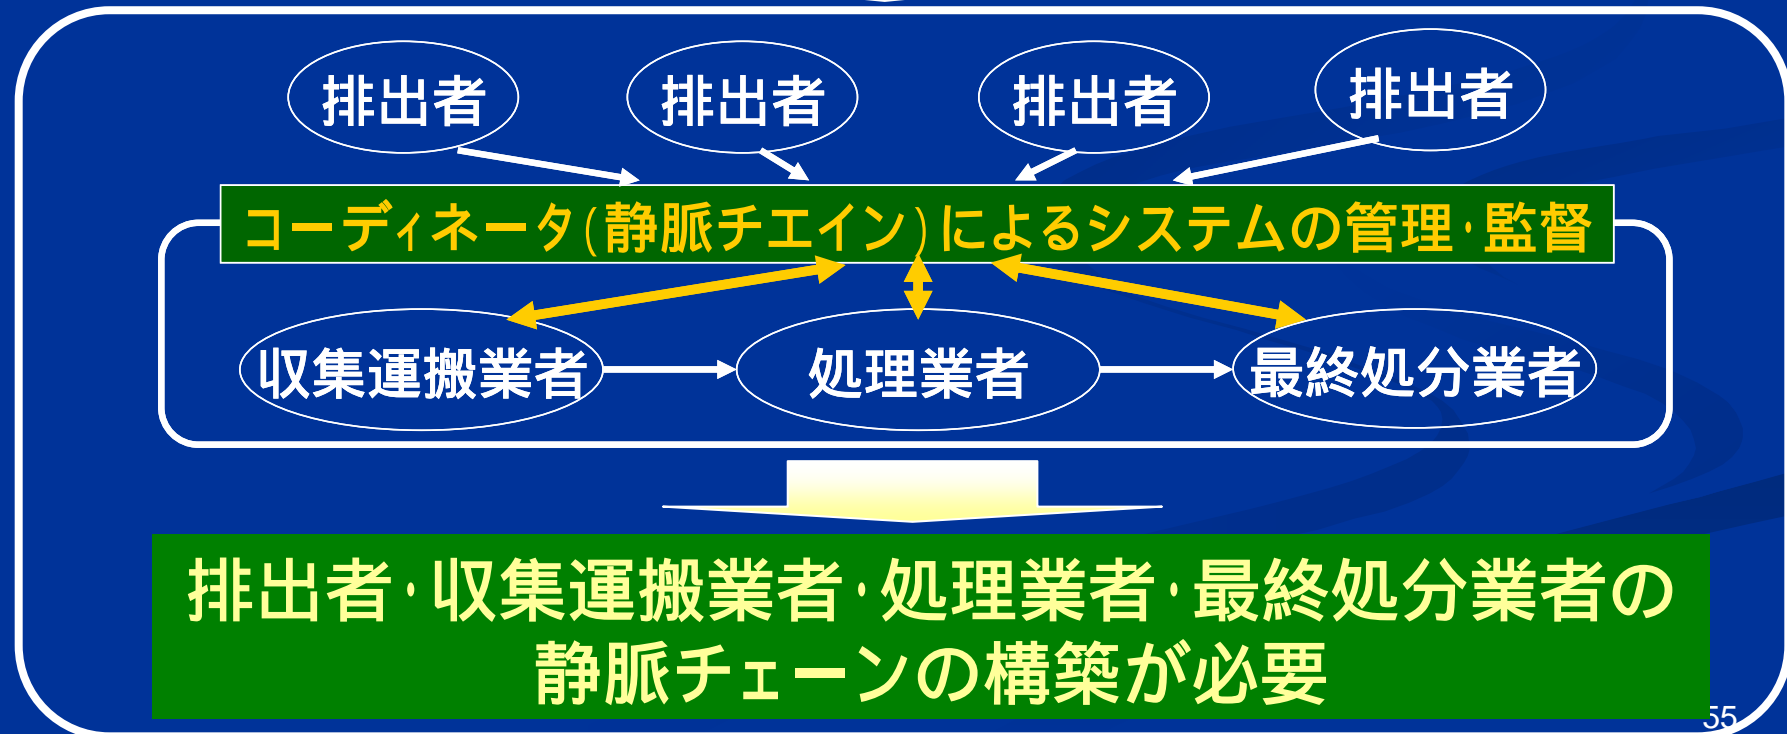 排出者
排出者
排出者
排出者
コーディネータ(静脈チエイン)によるシステムの管理・監督
収集運搬業者
処理業者
最終処分業者
排出者・収集運搬業者・処理業者・最終処分業者の
静脈チェーンの構築が必要
55